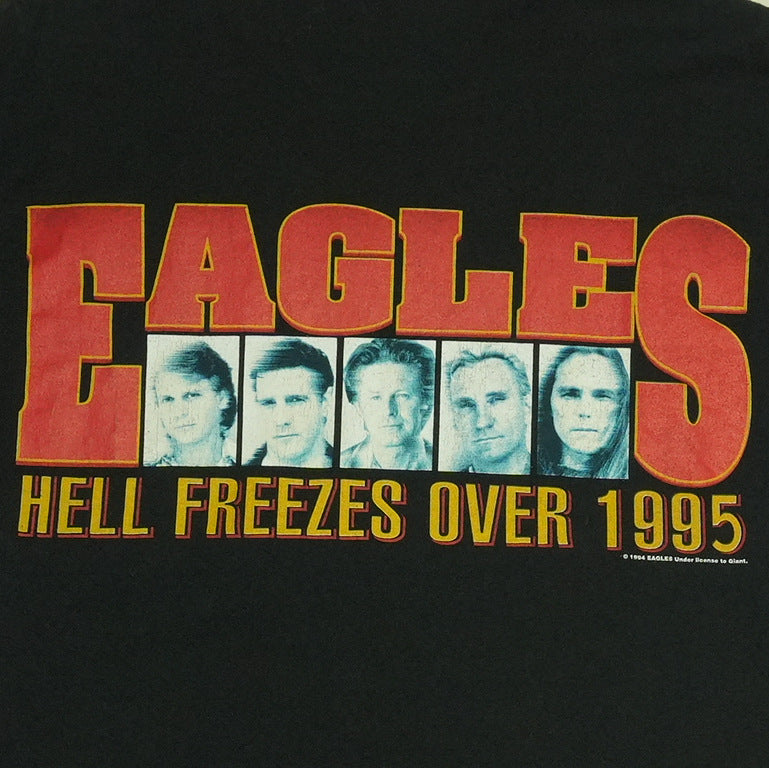 EAGLES
HELL FREEZES OVER 1995
© 1994 EAGLES Under license to Giant.